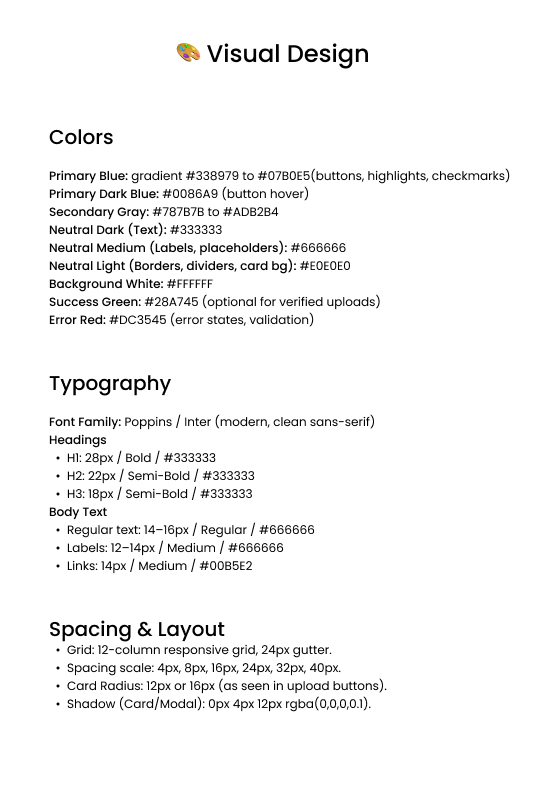 🎨 Visual Design
Colors
Primary Blue: gradient #338979 to #07B0E5(buttons, highlights, checkmarks)
Primary Dark Blue: #0086A9 (button hover)
Secondary Gray: #787B7B to #ADB2B4
Neutral Dark (Text): #333333
Neutral Medium (Labels, placeholders): #666666
Neutral Light (Borders, dividers, card bg): #E0E0E0
Background White: #FFFFFF
Success Green: #28A745 (optional for verified uploads)
Error Red: #DC3545 (error states, validation)
Typography
Font Family: Poppins / Inter (modern, clean sans-serif)
Headings
• H1: 28px / Bold / #333333
• H2: 22px / Semi-Bold / #333333
• H3: 18px / Semi-Bold / #333333
Body Text
• Regular text: 14–16px / Regular / #666666
• Labels: 12–14px / Medium / #666666
• Links: 14px / Medium / #00B5E2
Spacing & Layout
• Grid: 12-column responsive grid, 24px gutter.
• Spacing scale: 4px, 8px, 16px, 24px, 32px, 40px.
• Card Radius: 12px or 16px (as seen in upload buttons).
• Shadow (Card/Modal): 0px 4px 12px rgba(0,0,0,0.1).